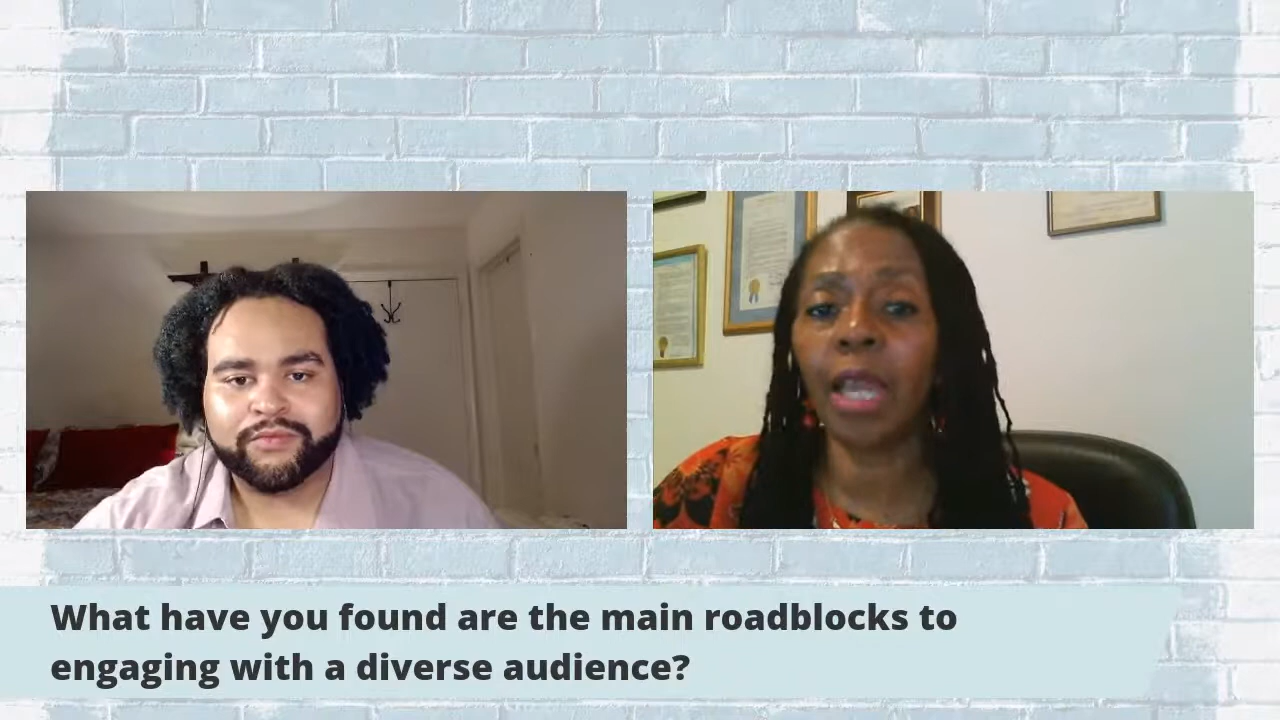 What have you found are the main roadblocks to
engaging with a diverse audience?